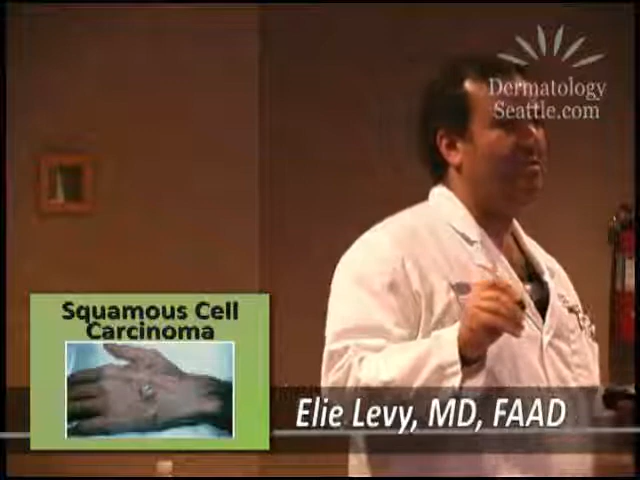 Dermatology
Seattle.com
Squamous Cell
Carcinoma
Elie Levy, MD, FAAD